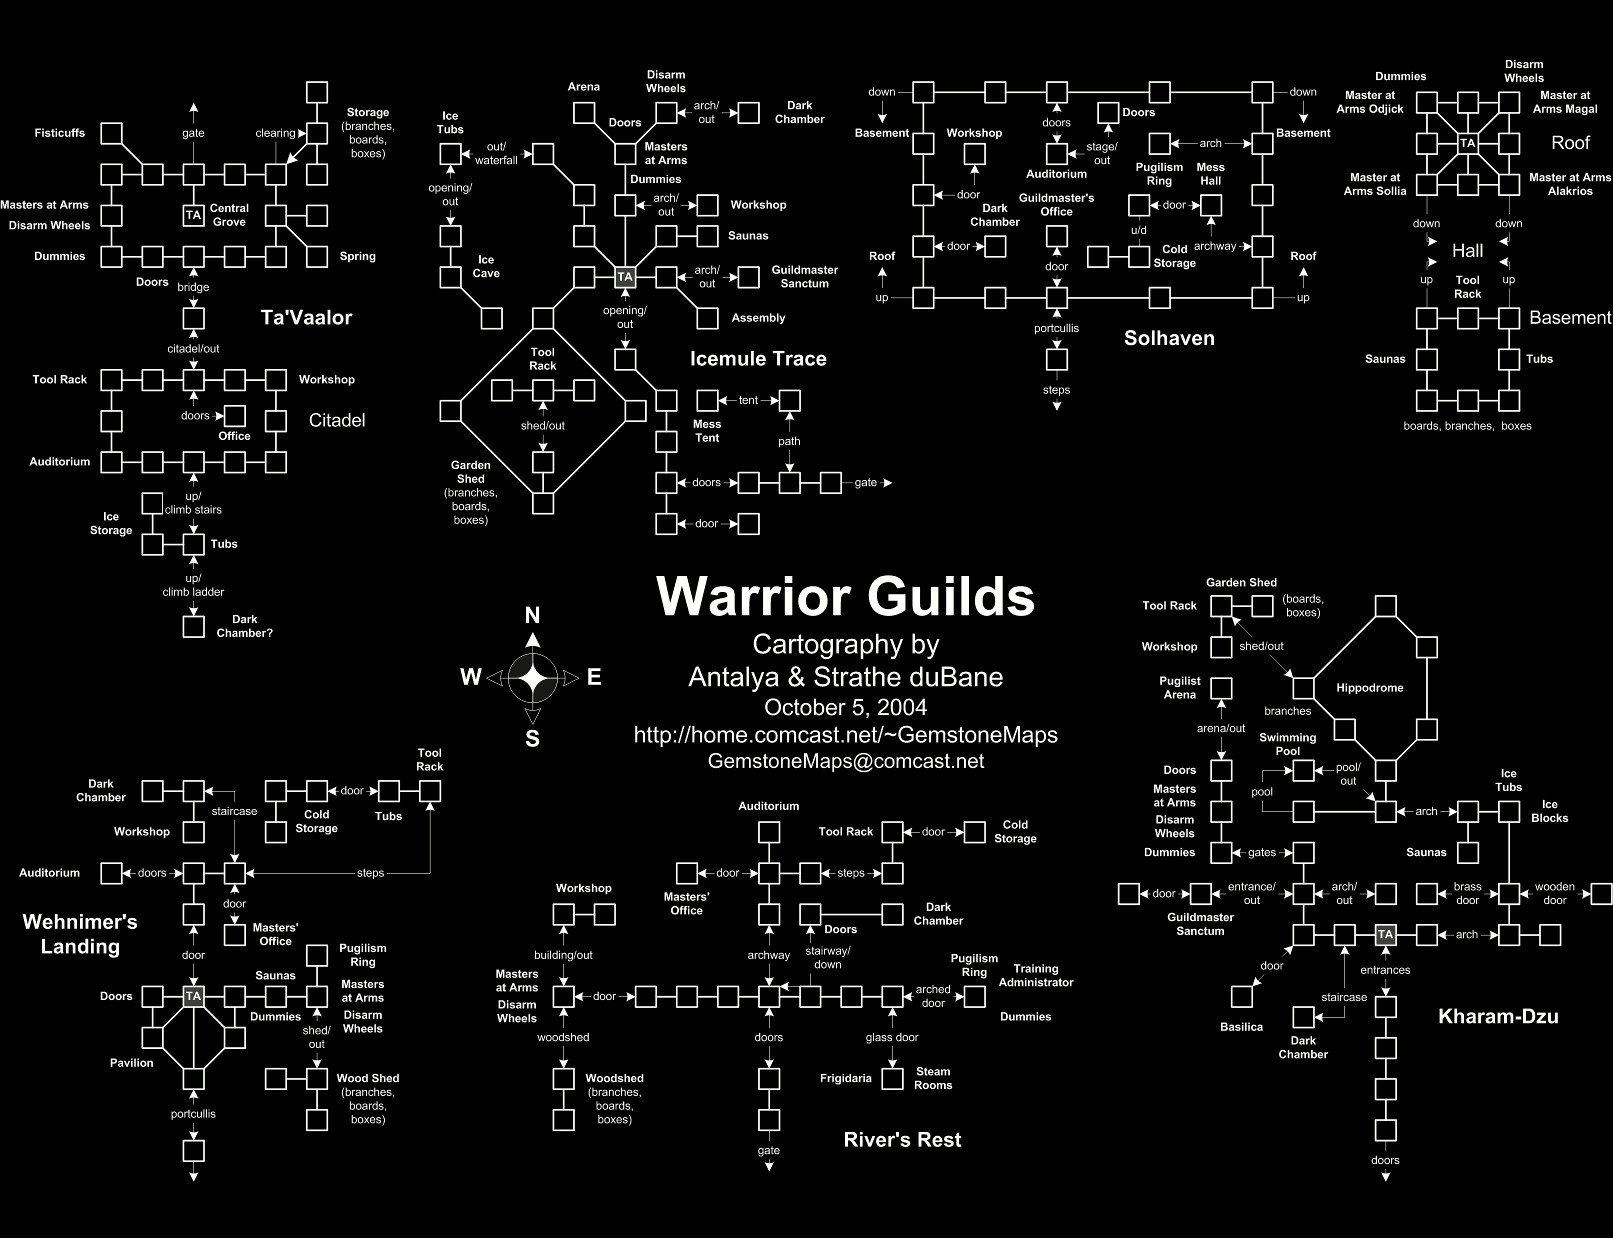 Fisticuffs
gate
clearing
Storage
(branches,
boards,
boxes)
Masters at Arms
Disarm Wheels
TA
Central
Grove
Dummies
Doors
bridge
Spring
Ta'Vaalor
citadel/out
Tool Rack
Workshop
doors
Office
Citadel
Auditorium
up/
climb stairs
Ice
Storage
Tubs
up/
climb ladder
Dark
Chamber?
Arena
Disarm
Wheels
Doors
arch/
out
Dark
Chamber
Ice
Tubs
out/
waterfall
Masters
at Arms
Dummies
opening/
out
arch/
out
Workshop
Saunas
Ice
Cave
TA
arch/
out
Guildmaster
Sanctum
opening/
out
Assembly
Icemule Trace
Tool
Rack
shed/out
Garden
Shed
(branches,
boards,
boxes)
Mess
Tent
tent
path
doors
gate
door
down
Basement
doors
Doors
down
Basement
Workshop
stage/
out
Auditorium
arch
Pugilism
Ring
Mess
Hall
door
Guildmaster's
Office
door
Dark
Chamber
u/d
archway
door
Cold
Storage
Roof
up
door
Roof
up
portcullis
Solhaven
steps
Dummies
Disarm
Wheels
Master at
Arms Odjick
Master at
Arms Magal
TA
Roof
Master at
Arms Sollia
Master at Arms
Alakrios
down
down
Hall
up
up
Tool
Rack
Basement
Saunas
Tubs
boards, branches, boxes
Warrior Guilds
Cartography by
Antalya & Strathe duBane
October 5, 2004
http://home.comcast.net/~GemstoneMaps
GemstoneMaps@comcast.net
N
W
E
S
Tool
Rack
Dark
Chamber
staircase
door
Workshop
Cold
Storage
Tubs
Auditorium
doors
steps
door
Wehnimer's
Landing
Masters'
Office
door
Pugilism
Ring
Saunas
Doors
TA
Masters
at Arms
Dummies
Disarm
Wheels
shed/
out
Pavilion
Wood Shed
(branches,
boards,
boxes)
portcullis
Auditorium
Tool Rack
door
Cold
Storage
door
steps
Masters'
Office
Workshop
Dark
Chamber
Doors
building/out
archway
stairway/
down
Masters
at Arms
Disarm
Wheels
door
Pugilism
Ring
arched
door
Training
Administrator
Dummies
woodshed
doors
glass door
Woodshed
(branches,
boards,
boxes)
Frigidaria
Steam
Rooms
River's Rest
gate
Garden Shed
Tool Rack
(boards,
boxes)
Workshop
shed/out
Pugilist
Arena
Hippodrome
branches
arena/out
Swimming
Pool
Doors
pool/
out
pool
Masters
at Arms
Disarm
Wheels
arch
Ice
Tubs
Ice
Blocks
Dummies
gates
Saunas
door
entrance/
out
arch/
out
brass
door
wooden
door
Guildmaster
Sanctum
TA
arch
door
entrances
Basilica
staircase
Dark
Chamber
Kharam-Dzu
doors